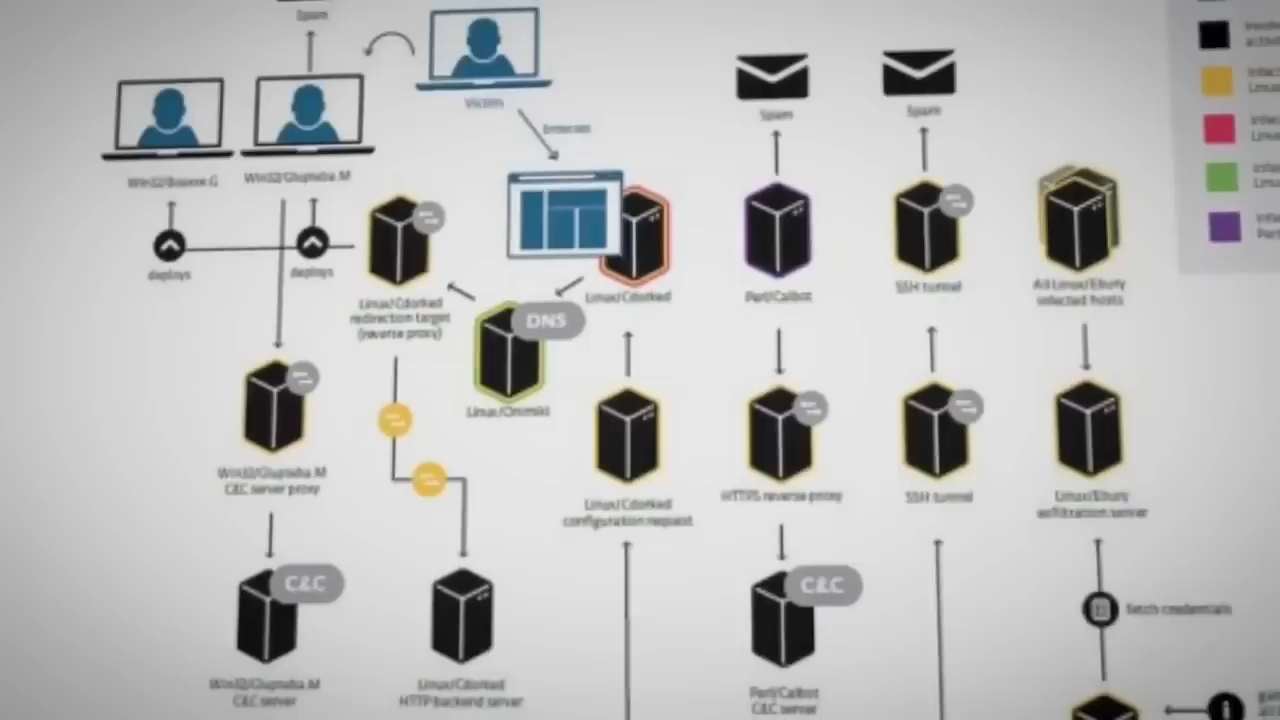 Spam
Victim
browses
Spam
Spam
Win32/Boaxxe.G
Win32/Glupteba.M
deploys
deploys
Linux/Cdorked
redirection target
(reverse proxy)
DNS
Linux/Onimiki
Linux/Cdorked
Perl/Calfbot
SSH tunnel
All Linux/Ebury
infected hosts
Win32/Glupteba.M
C&C server proxy
Linux/Cdorked
configuration request
HTTPS reverse proxy
SSH tunnel
Linux/Ebury
exfiltration server
C&C
C&C
fetch credentials
Win32/Glupteba.M
C&C server
Linux/Cdorked
HTTP backend server
Perl/Calfbot
C&C server